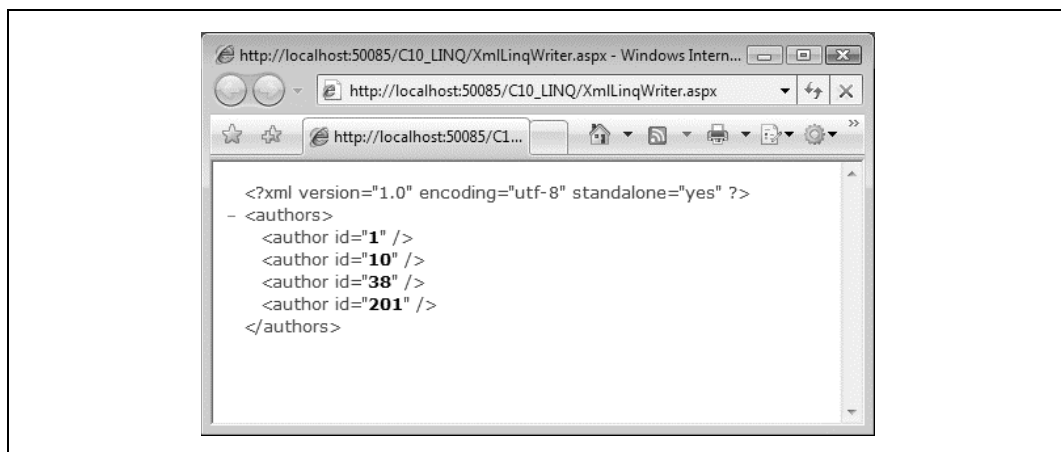 http://localhost:50085/C10_LINQ/XmlLinqWriter.aspx - Windows Intern...
http://localhost:50085/C10_LINQ/XmlLinqWriter.aspx
http://localhost:50085/C1...
<?xml version="1.0" encoding="utf-8" standalone="yes" ?>
- <authors>
<author id="1" />
<author id="10" />
<author id="38" />
<author id="201" />
</authors>